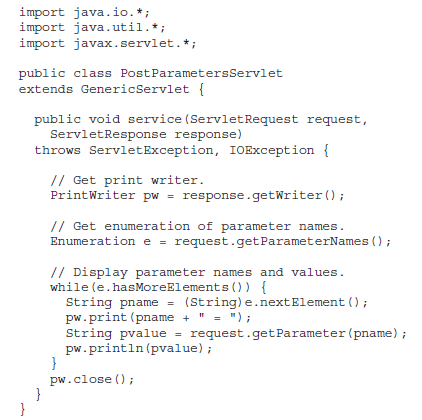 import java.io.*;
import java.util.*;
import javax.servlet.*;
public class PostParametersServlet
extends GenericServlet {
public void service(ServletRequest request,
ServletResponse response)
throws ServletException, IOException {
// Get print writer.
PrintWriter pw = response.getWriter();
// Get enumeration of parameter names.
Enumeration e = request.getParameterNames();
// Display parameter names and values.
while(e.hasMoreElements()) {
String pname = (String)e.nextElement();
pw.print(pname + " = ");
String pvalue = request.getParameter(pname);
pw.println(pvalue);
}
pw.close();
}
}